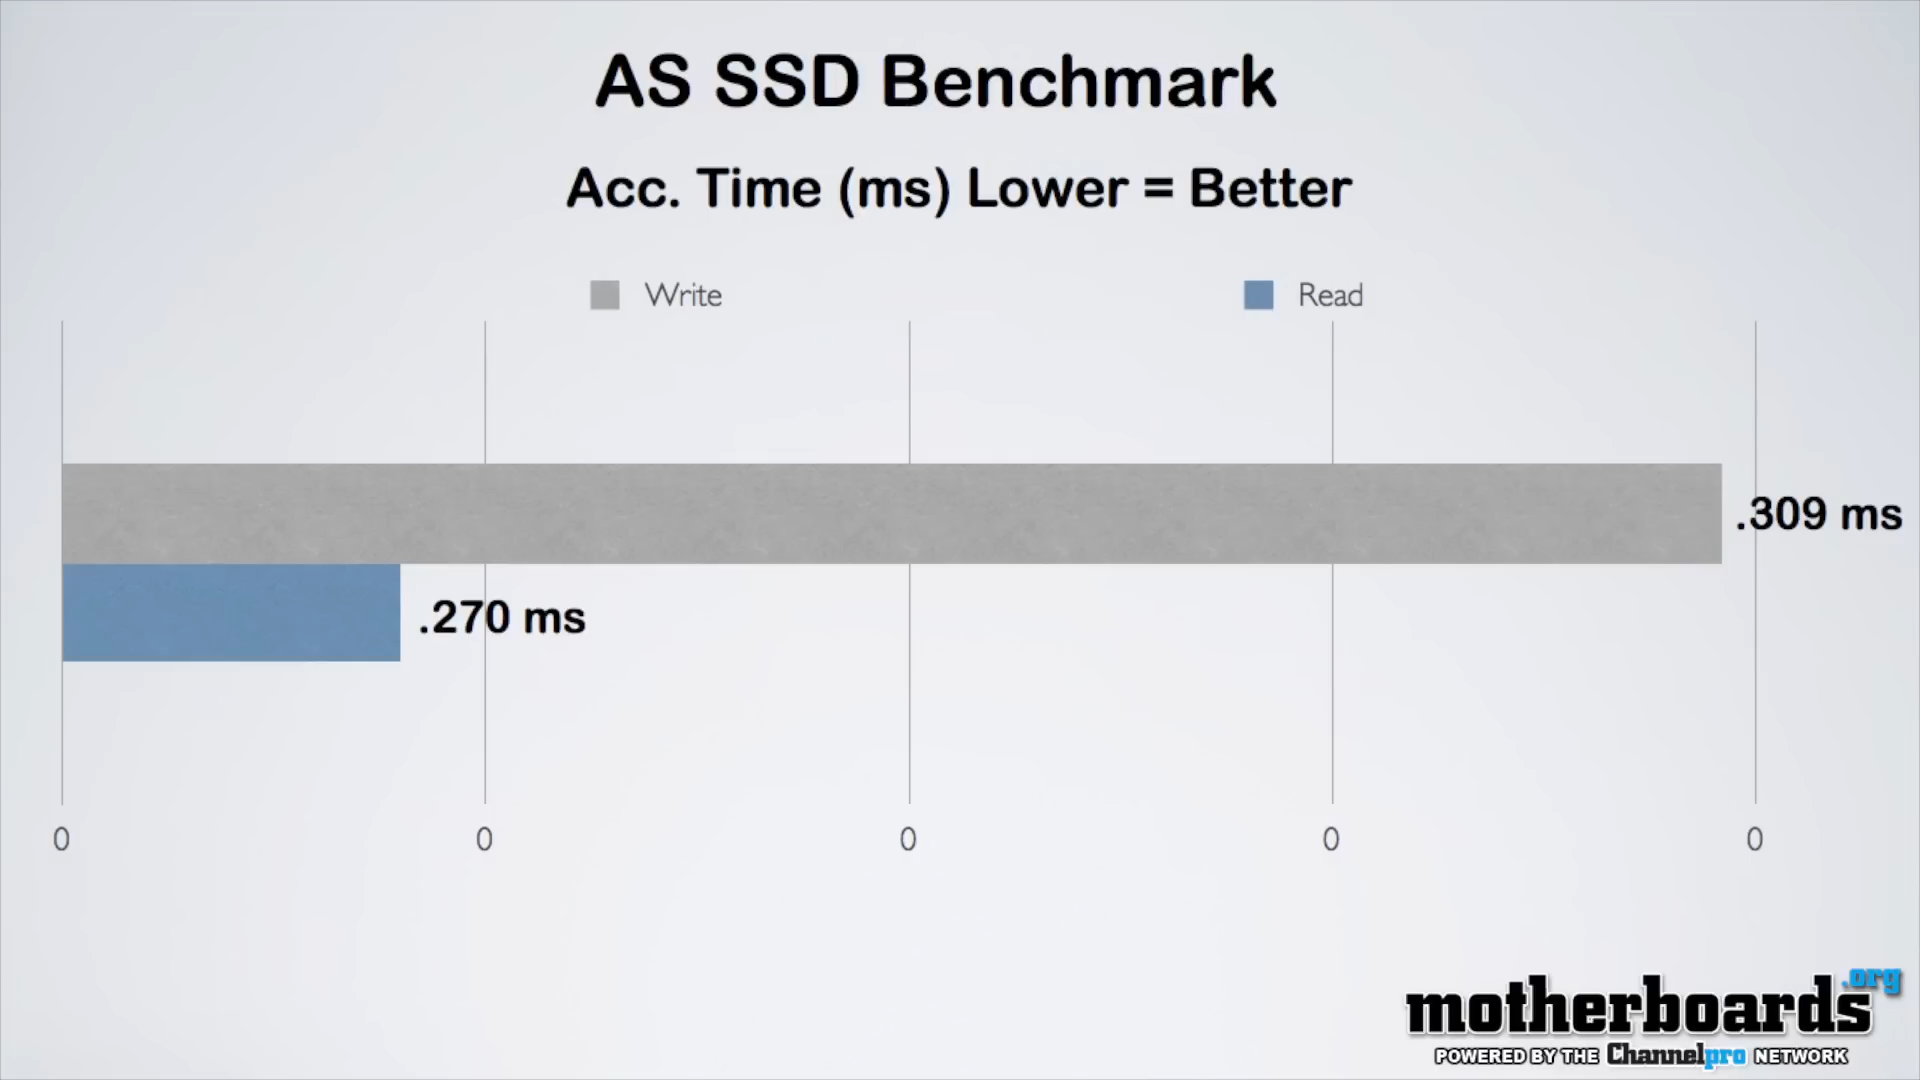 AS SSD Benchmark
Acc. Time (ms) Lower = Better
Write Read
.309 ms
.270 ms
0 0 0 0 0
motherboards.org
POWERED BY THE Channelpro NETWORK